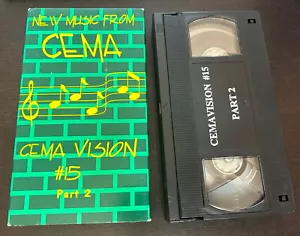 NEW MUSIC FROM
CEMA
CEMA VISION
#15
Part 2
CEMAVISION #15
PART 2